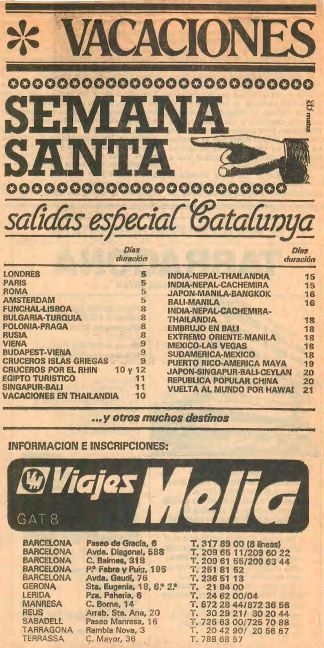 * VACACIONES
SEMANA
SANTA
salidas especial Catalunya
Días
duración
LONDRES 5
PARIS 5
ROMA 5
AMSTERDAM 5
FUNCHAL-LISBOA 8
BULGARIA-TURQUIA 8
POLONIA-PRAGA 8
RUSIA 8
VIENA 9
BUDAPEST-VIENA 9
CRUCEROS ISLAS GRIEGAS 9
CRUCEROS POR EL RHIN 10 y 12
EGIPTO TURISTICO 11
SINGAPUR-BALI 11
VACACIONES EN THAILANDIA 10
Días
duración
INDIA-NEPAL-THAILANDIA 15
INDIA-NEPAL-CACHEMIRA 15
JAPON-MANILA-BANGKOK 16
BALI-MANILA 16
INDIA-NEPAL-CACHEMIRA-
THAILANDIA 18
EMBRUJO EN BALI 18
EXTREMO ORIENTE-MANILA 18
MEXICO-LAS VEGAS 18
SUDAMERICA-MEXICO 18
PUERTO RICO-AMERICA MAYA 19
JAPON-SINGAPUR-BALI-CEYLAN 20
REPUBLICA POPULAR CHINA 20
VUELTA AL MUNDO POR HAWAI 21
...y otros muchos destinos
INFORMACION E INSCRIPCIONES:
Viajes Melia
GAT 8
BARCELONA Paseo de Gracia, 6 T. 317 89 00 (8 líneas)
BARCELONA Avda. Diagonal, 588 T. 209 65 11/209 60 22
BARCELONA C. Balmes, 318 T. 209 61 55/209 63 44
BARCELONA P.º Fabra y Puig, 195 T. 251 81 52
BARCELONA Avda. Gaudí, 76 T. 236 51 13
GERONA Sta. Eugenia, 18, 6.º 2.ª T. 21 94 00
LERIDA Pza. Pahería, 6 T. 24 62 00/04
MANRESA C. Borne, 14 T. 872 28 44/872 36 58
REUS Arrab. Sta. Ana, 20 T. 30 29 21/ 30 20 44
SABADELL Paseo Manresa, 16 T. 725 63 00/725 70 88
TARRAGONA Rambla Nova, 3 T. 20 42 90/ 20 56 67
TERRASSA C. Mayor, 36 T. 788 68 57